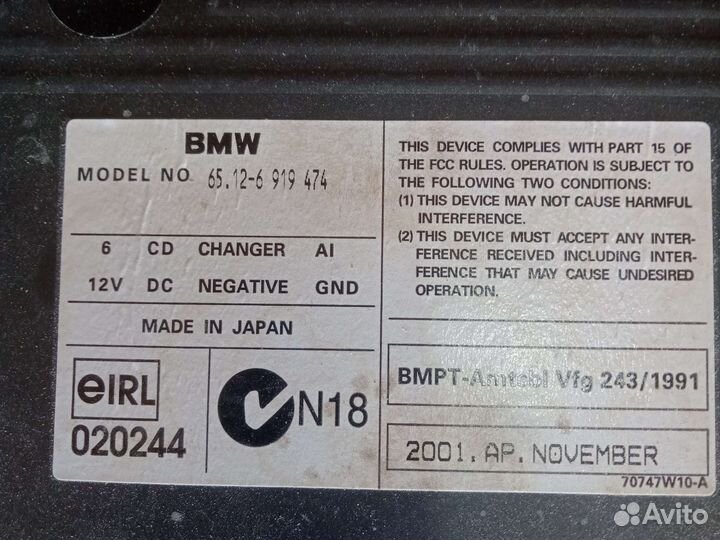 BMW
MODEL NO 65.12-6 919 474
6 CD CHANGER AI
12V DC NEGATIVE GND
MADE IN JAPAN
eIRL
020244
N18
THIS DEVICE COMPLIES WITH PART 15 OF
THE FCC RULES. OPERATION IS SUBJECT TO
THE FOLLOWING TWO CONDITIONS:
(1) THIS DEVICE MAY NOT CAUSE HARMFUL
INTERFERENCE.
(2) THIS DEVICE MUST ACCEPT ANY INTER-
FERENCE RECEIVED INCLUDING INTER-
FERENCE THAT MAY CAUSE UNDESIRED
OPERATION.
BMPT-Amtsbl Vfg 243/1991
2001. AP. NOVEMBER
70747W10-A
Avito